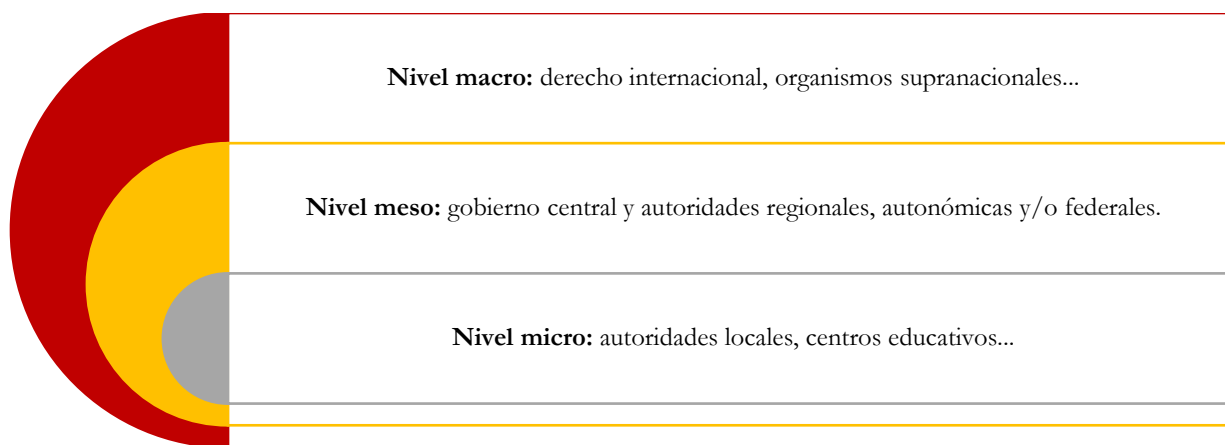 Nivel macro: derecho internacional, organismos supranacionales...
Nivel meso: gobierno central y autoridades regionales, autonómicas y/o federales.
Nivel micro: autoridades locales, centros educativos...